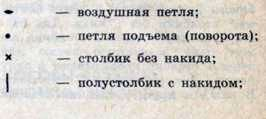 — воздушная петля;
— петля подъема (поворота);
— столбик без накида;
— полустолбик с накидом;